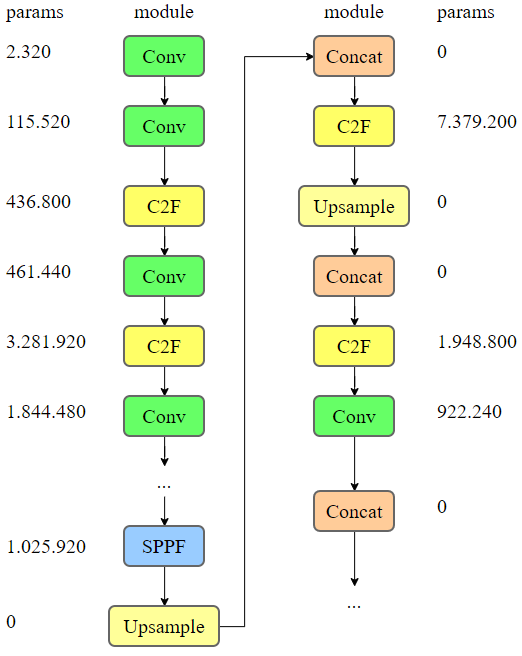 params module
2.320 Conv
115.520 Conv
436.800 C2F
461.440 Conv
3.281.920 C2F
1.844.480 Conv
...
1.025.920 SPPF
0 Upsample
module params
Concat 0
C2F 7.379.200
Upsample 0
Concat 0
C2F 1.948.800
Conv 922.240
Concat 0
...